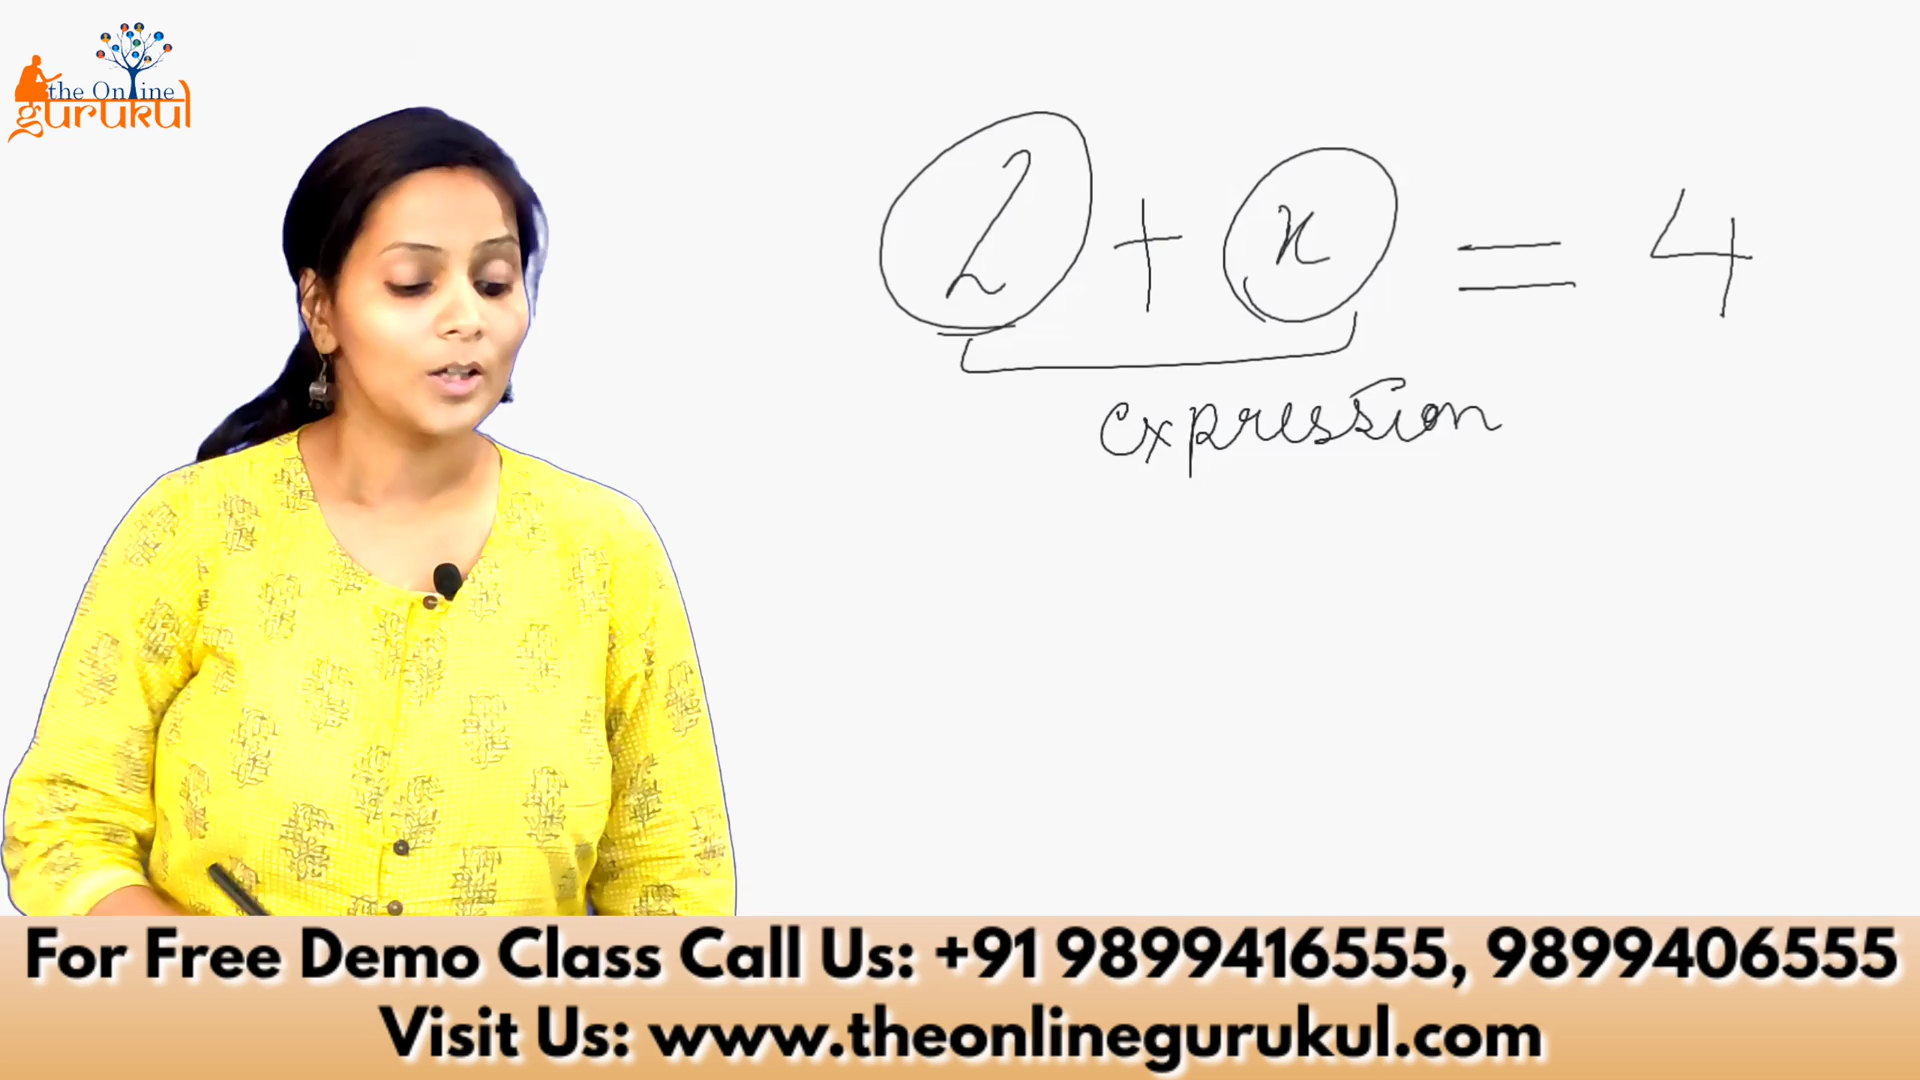 the Online
gurukul
2 + x = 4
expression
For Free Demo Class Call Us: +91 9899416555, 9899406555
Visit Us: www.theonlinegurukul.com